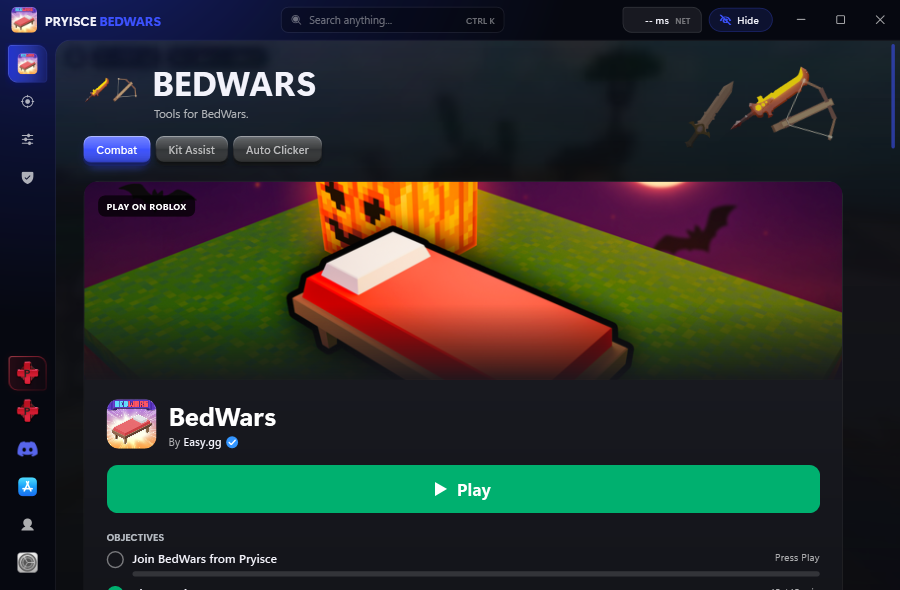 PRYISCE BEDWARS
Search anything...
CTRL K
-- ms NET
Hide
BEDWARS
Tools for BedWars.
Combat
Kit Assist
Auto Clicker
PLAY ON ROBLOX
BEDWARS
BedWars
By Easy.gg
Play
OBJECTIVES
Join BedWars from Pryisce
Press Play